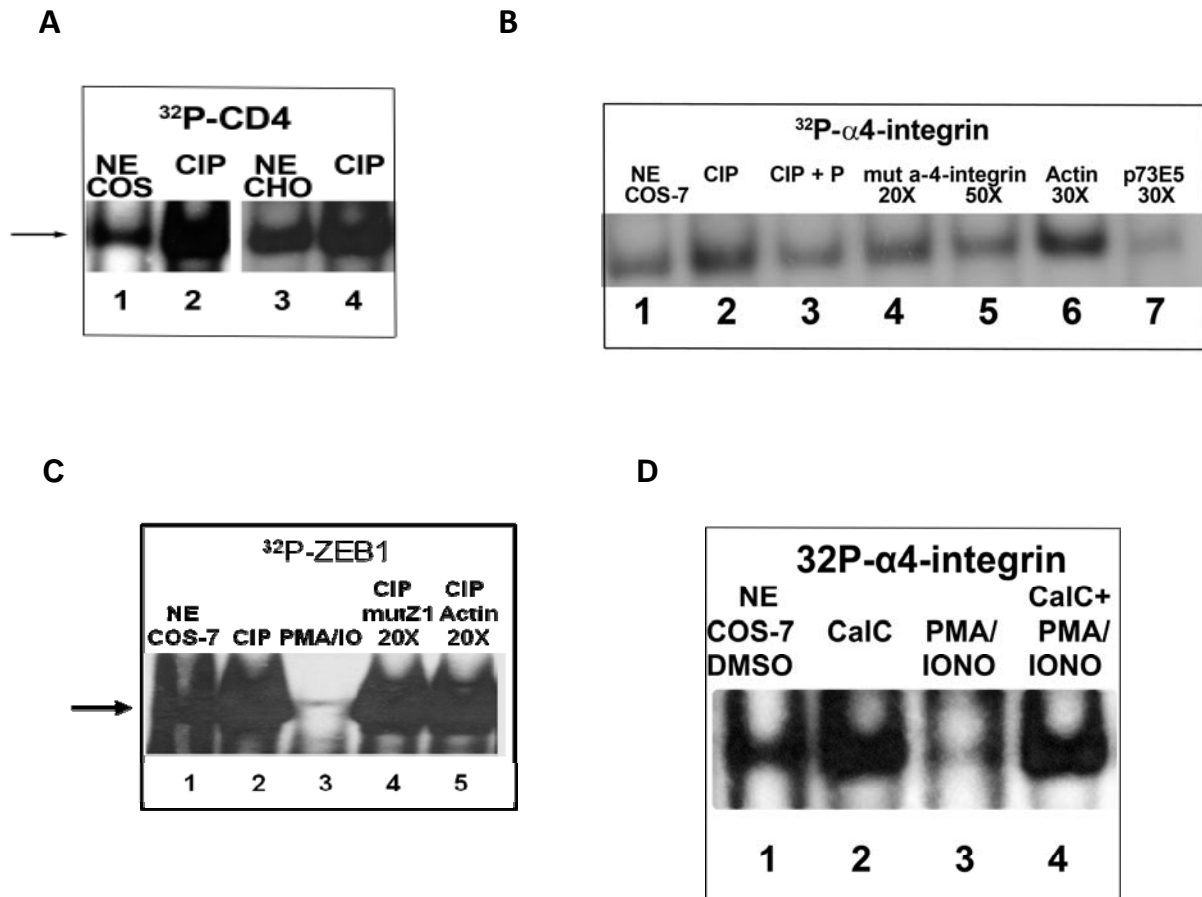 A
³²P-CD4
NE CIP NE CIP
COS CHO
1 2 3 4
B
³²P-α4-integrin
NE CIP CIP + P mut a-4-integrin Actin p73E5
COS-7 20X 50X 30X 30X
1 2 3 4 5 6 7
C
³²P-ZEB1
CIP CIP
NE mutZ1 Actin
COS-7 CIP PMA/IO 20X 20X
1 2 3 4 5
D
32P-α4-integrin
NE CalC+
COS-7 CalC PMA/ PMA/
DMSO IONO IONO
1 2 3 4